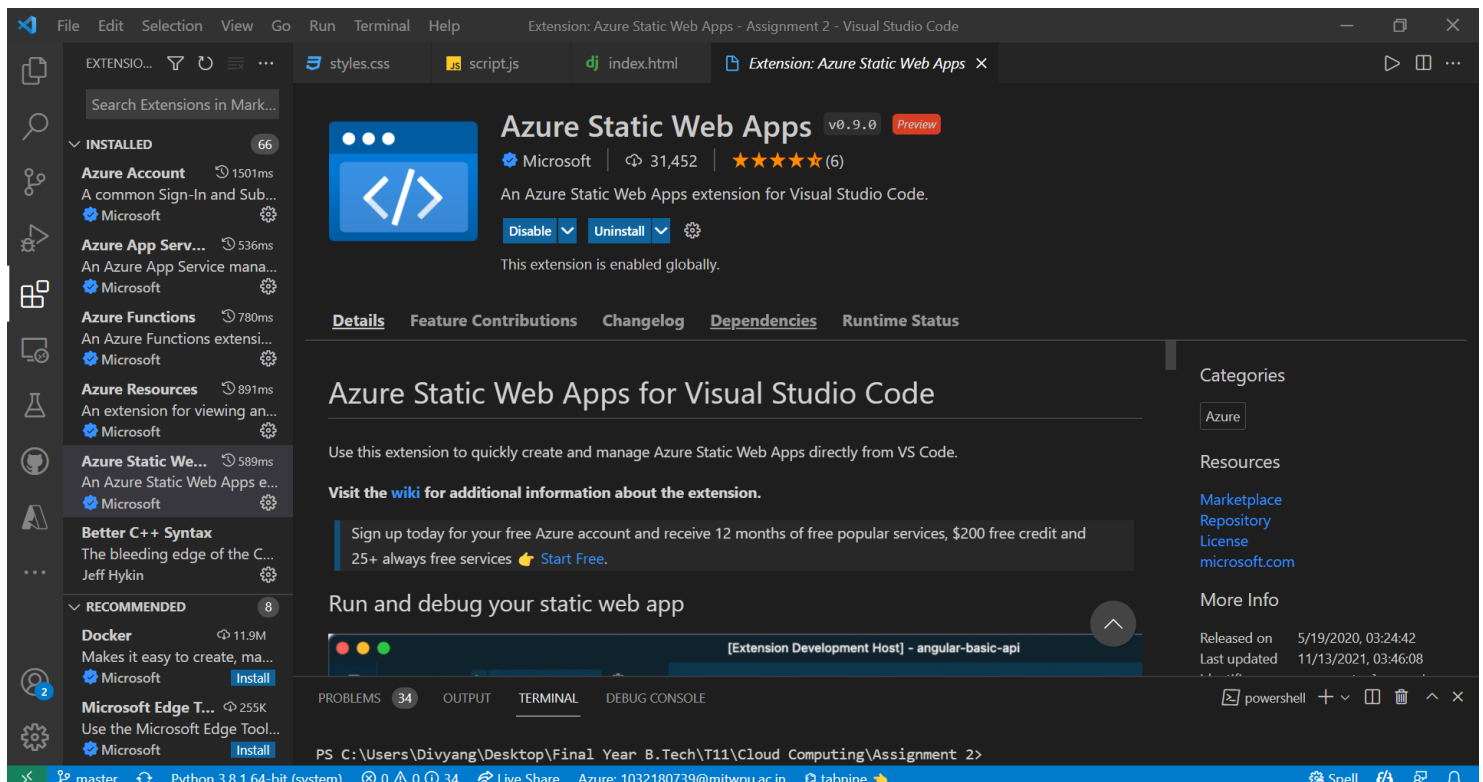 File Edit Selection View Go Run Terminal Help Extension: Azure Static Web Apps - Assignment 2 - Visual Studio Code
EXTENSIO...
Search Extensions in Mark...
INSTALLED 66
Azure Account 1501ms
A common Sign-In and Sub...
Microsoft
Azure App Serv... 536ms
An Azure App Service mana...
Microsoft
Azure Functions 780ms
An Azure Functions extensi...
Microsoft
Azure Resources 891ms
An extension for viewing an...
Microsoft
Azure Static We... 589ms
An Azure Static Web Apps e...
Microsoft
Better C++ Syntax
The bleeding edge of the C...
Jeff Hykin
RECOMMENDED 8
Docker 11.9M
Makes it easy to create, ma...
Microsoft Install
Microsoft Edge T... 255K
Use the Microsoft Edge Tool...
Microsoft Install
2
styles.css JS script.js dj index.html Extension: Azure Static Web Apps
Azure Static Web Apps v0.9.0 Preview
Microsoft 31,452 (6)
An Azure Static Web Apps extension for Visual Studio Code.
Disable Uninstall
This extension is enabled globally.
Details Feature Contributions Changelog Dependencies Runtime Status
Azure Static Web Apps for Visual Studio Code
Use this extension to quickly create and manage Azure Static Web Apps directly from VS Code.
Visit the wiki for additional information about the extension.
Sign up today for your free Azure account and receive 12 months of free popular services, $200 free credit and
25+ always free services 👉 Start Free.
Run and debug your static web app
[Extension Development Host] - angular-basic-api
Categories
Azure
Resources
Marketplace
Repository
License
microsoft.com
More Info
Released on 5/19/2020, 03:24:42
Last updated 11/13/2021, 03:46:08
PROBLEMS 34 OUTPUT TERMINAL DEBUG CONSOLE powershell
PS C:\Users\Divyang\Desktop\Final Year B.Tech\T11\Cloud Computing\Assignment 2>
master Python 3.8.1 64-bit (system) 0 0 34 Live Share Azure: 1032180739@mitwpu.ac.in tabnine Spell